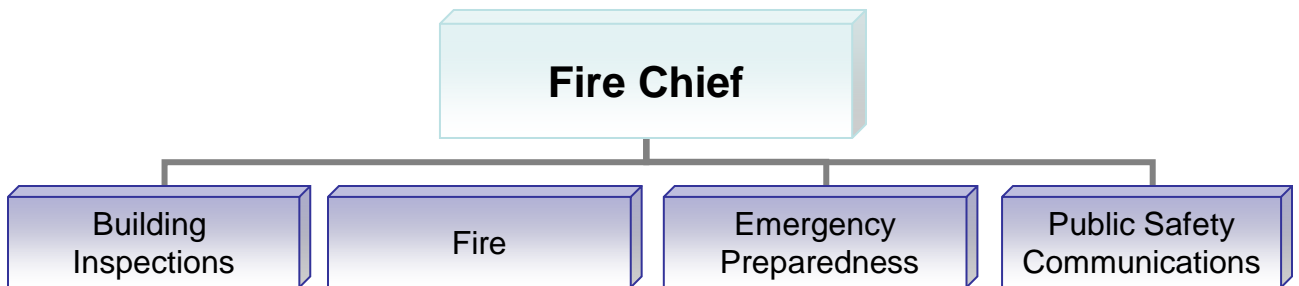 Fire Chief
Building
Inspections
Fire
Emergency
Preparedness
Public Safety
Communications